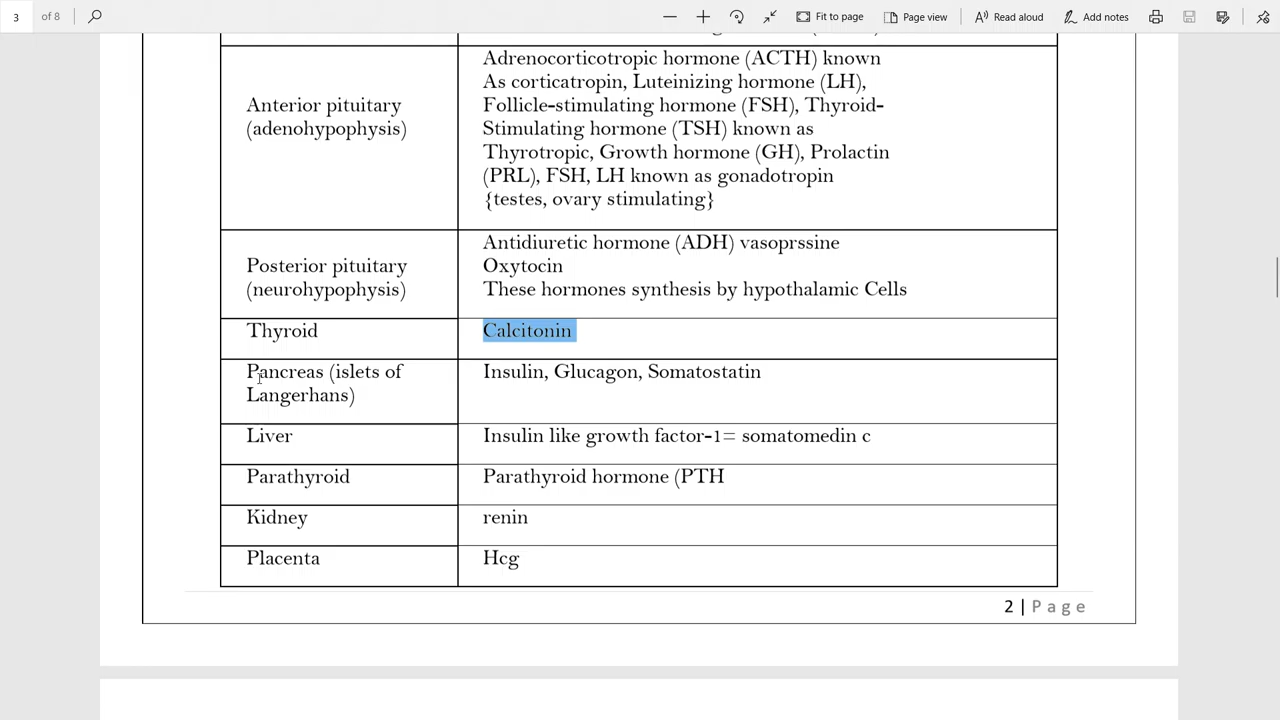 3 of 8
Fit to page
Page view
Read aloud
Add notes
Adrenocorticotropic hormone (ACTH) known
As corticatropin, Luteinizing hormone (LH),
Anterior pituitary
Follicle-stimulating hormone (FSH), Thyroid-
(adenohypophysis)
Stimulating hormone (TSH) known as
Thyrotropic, Growth hormone (GH), Prolactin
(PRL), FSH, LH known as gonadotropin
{testes, ovary stimulating}
Antidiuretic hormone (ADH) vasoprssine
Posterior pituitary
Oxytocin
(neurohypophysis)
These hormones synthesis by hypothalamic Cells
Thyroid
Calcitonin
Pancreas (islets of
Insulin, Glucagon, Somatostatin
Langerhans)
Liver
Insulin like growth factor-1= somatomedin c
Parathyroid
Parathyroid hormone (PTH
Kidney
renin
Placenta
Hcg
2 | Page